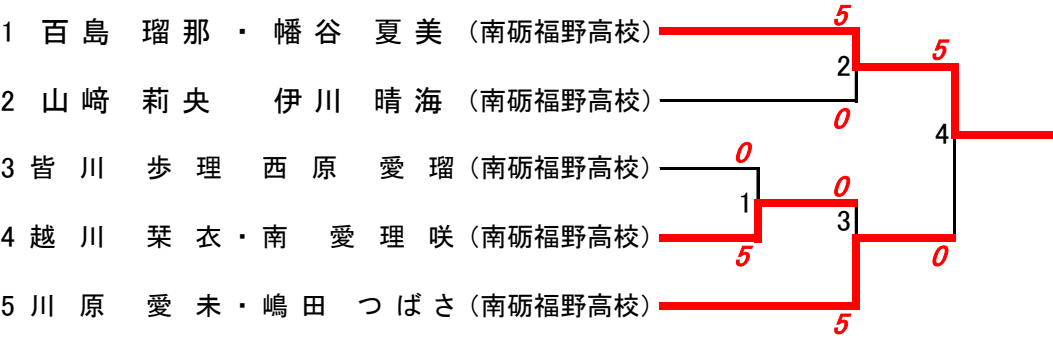 1 百島 瑠那 ・ 幡谷 夏美 (南砺福野高校) 5
2 5
2 山﨑 莉央 伊川 晴海 (南砺福野高校) 0
4
3 皆川 歩理 西原 愛瑠 (南砺福野高校) 0
1 0
3
4 越川 栞衣・南 愛理咲 (南砺福野高校) 5
0
5 川原 愛未・嶋田 つばさ (南砺福野高校) 5